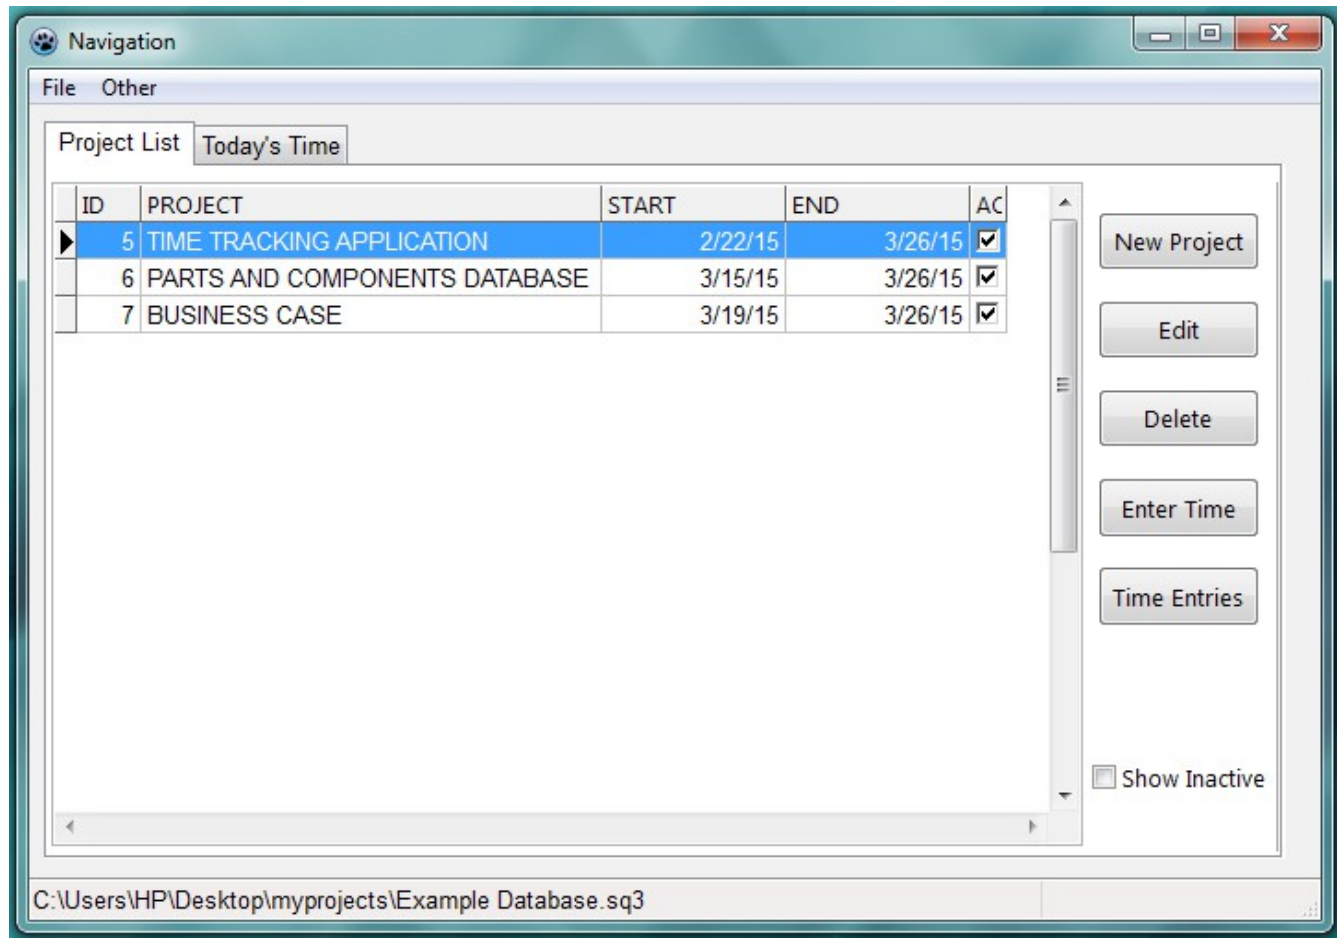 Navigation
File Other
Project List Today's Time
ID PROJECT START END AC
5 TIME TRACKING APPLICATION 2/22/15 3/26/15
6 PARTS AND COMPONENTS DATABASE 3/15/15 3/26/15
7 BUSINESS CASE 3/19/15 3/26/15
New Project
Edit
Delete
Enter Time
Time Entries
Show Inactive
C:\Users\HP\Desktop\myprojects\Example Database.sq3